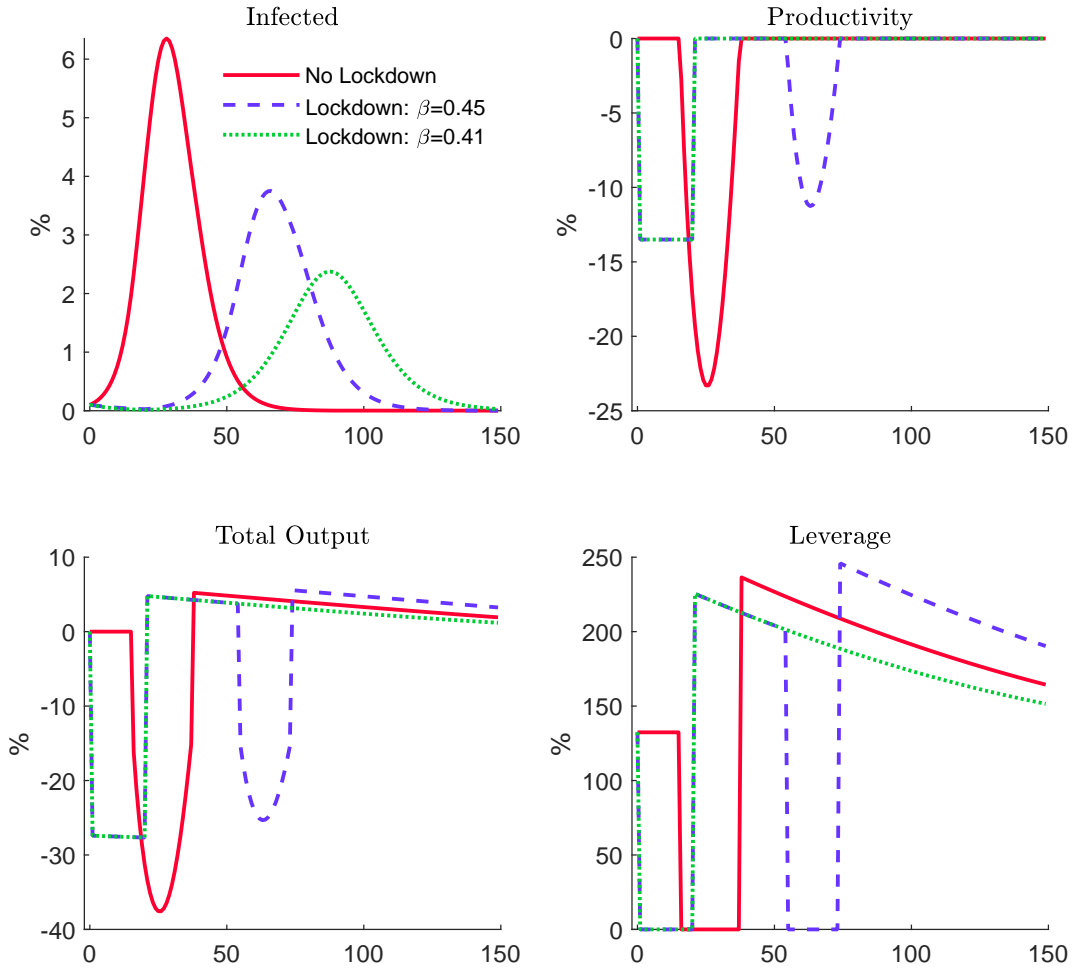 Infected
%
6
5
4
3
2
1
0
0 50 100 150
No Lockdown
Lockdown: β=0.45
Lockdown: β=0.41
Productivity
%
0
-5
-10
-15
-20
-25
0 50 100 150
Total Output
%
10
0
-10
-20
-30
-40
0 50 100 150
Leverage
%
250
200
150
100
50
0
0 50 100 150